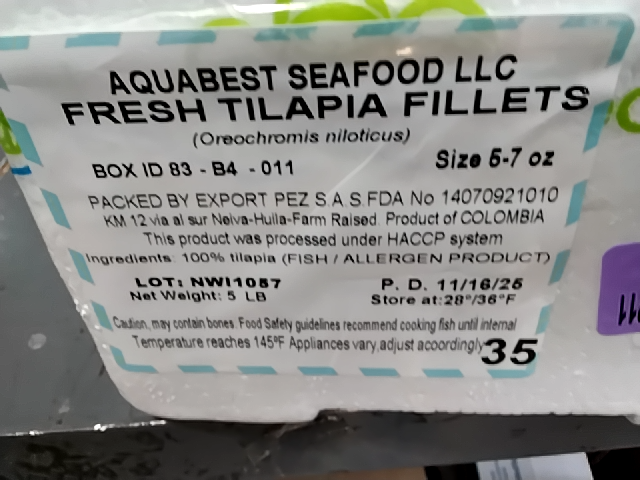 AQUABEST SEAFOOD LLC
FRESH TILAPIA FILLETS
(Oreochromis niloticus)
BOX ID 83 - B4 - 011 Size 5-7 oz
PACKED BY EXPORT PEZ S.A.S.FDA No 14070921010
KM 12 via al sur Neiva-Huila-Farm Raised. Product of COLOMBIA
This product was processed under HACCP system
Ingredients: 100% tilapia (FISH / ALLERGEN PRODUCT)
LOT: NWI1087 P. D. 11/16/25
Net Weight: 5 LB Store at:28°/36°F
Caution, may contain bones. Food Safety guidelines recommend cooking fish until internal
Temperature reaches 145°F Appliances vary,adjust acoordingly
35